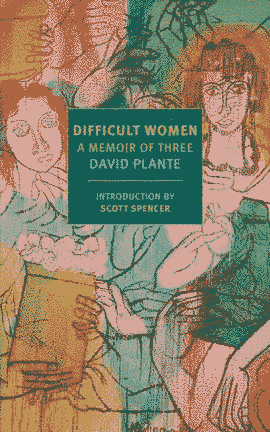 DIFFICULT WOMEN
A MEMOIR OF THREE
DAVID PLANTE
INTRODUCTION BY
SCOTT SPENCER